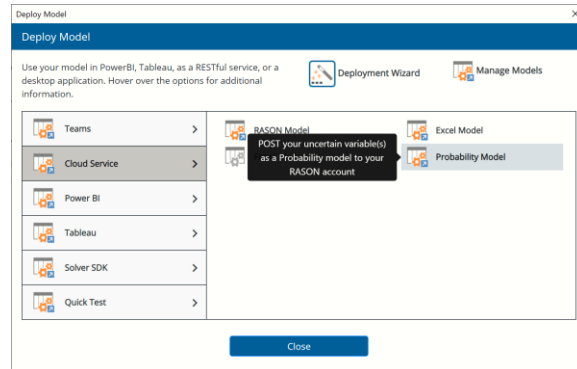 Deploy Model
Deploy Model
Use your model in PowerBI, Tableau, as a RESTful service, or a
desktop application. Hover over the options for additional
information.
Deployment Wizard
Manage Models
Teams
Cloud Service
Power BI
Tableau
Solver SDK
Quick Test
RASON Model
Excel Model
POST your uncertain variable(s)
as a Probability model to your
RASON account
Probability Model
Close